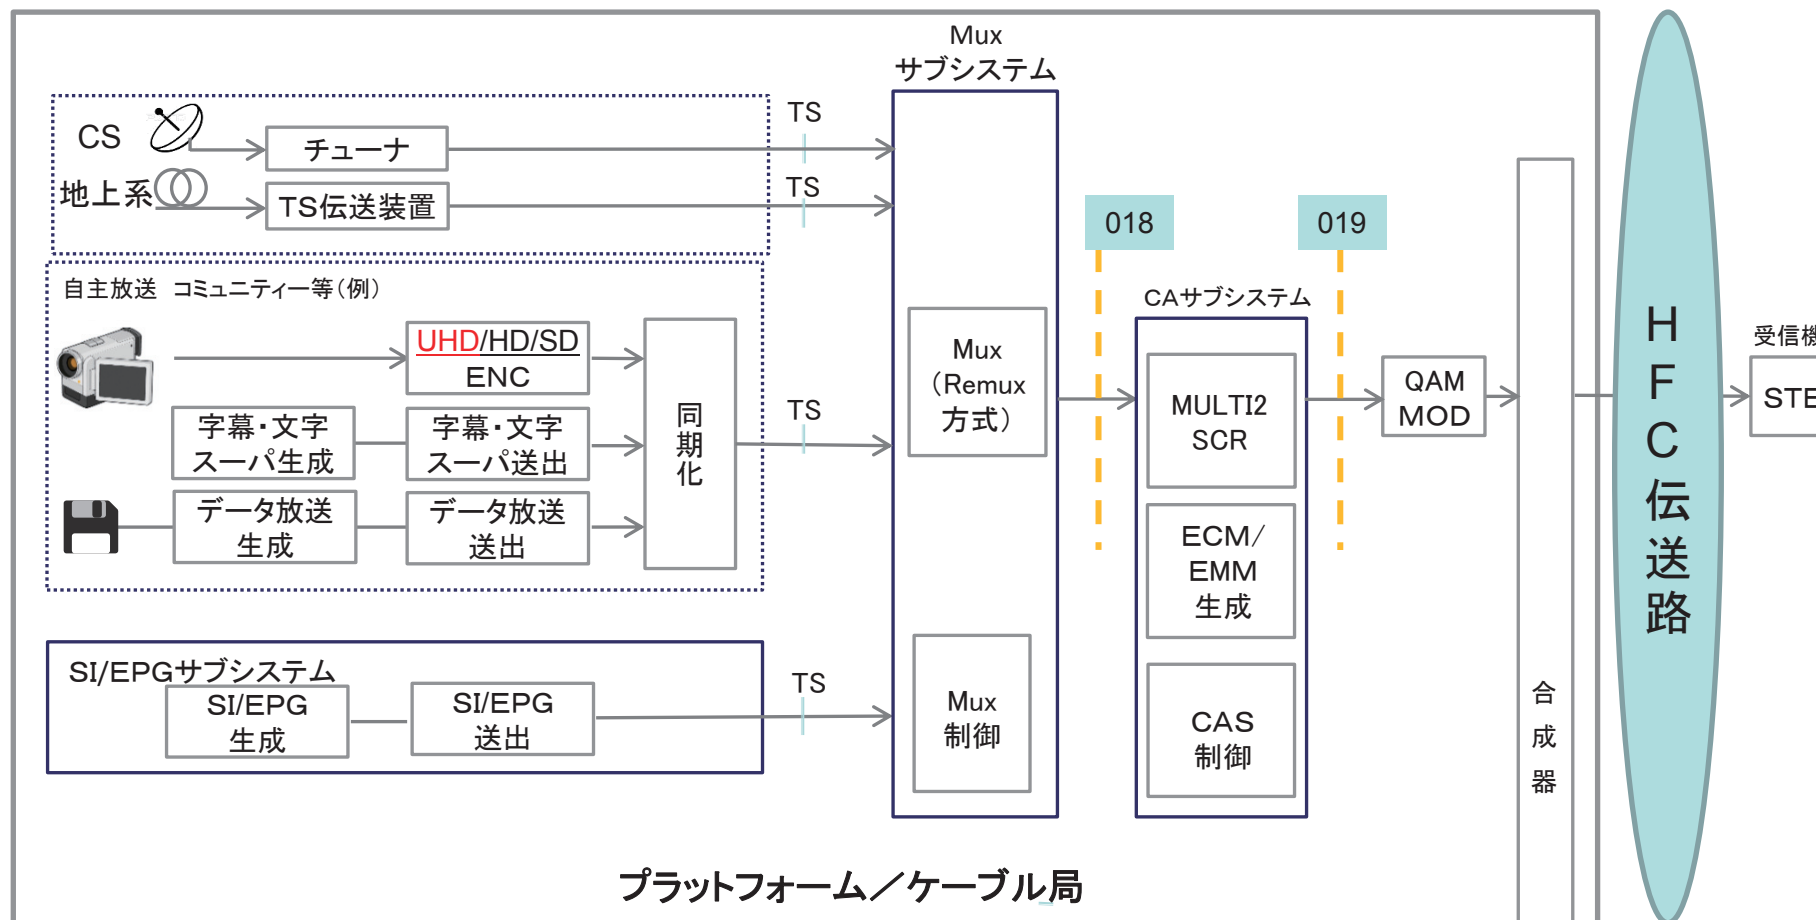 Mux
サブシステム
CS
チューナ
TS
地上系
TS伝送装置
TS
018
019
自主放送　コミュニティー等（例）
UHD/HD/SD
ENC
字幕・文字
スーパ生成
字幕・文字
スーパ送出
データ放送
生成
データ放送
送出
同
期
化
TS
Mux
（Remux
方式）
CAサブシステム
MULTI2
SCR
ECM/
EMM
生成
CAS
制御
QAM
MOD
SI/EPGサブシステム
SI/EPG
生成
SI/EPG
送出
TS
Mux
制御
合
成
器
H
F
C
伝
送
路
受信機
プラットフォーム／ケーブル局